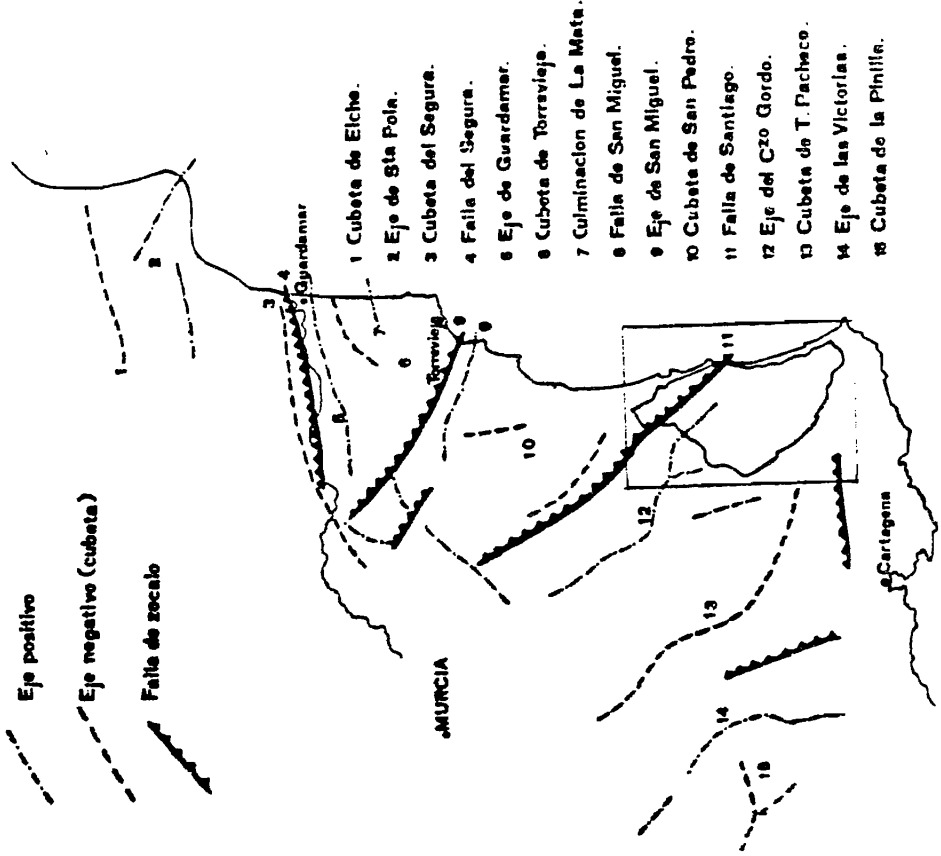 Eje positivo
Eje negativo (cubeta)
Falla de zocalo
MURCIA
Cartagena
Guardamar
Torrevieja
1
2
3
4
6
7
8
9
10
11
12
13
14
15
1 Cubeta de Elche.
2 Eje de Sta Pola.
3 Cubeta del Segura.
4 Falla del Segura.
5 Eje de Guardamar.
6 Cubeta de Torrevieja.
7 Culminacion de La Mata.
8 Falla de San Miguel.
9 Eje de San Miguel.
10 Cubeta de San Pedro.
11 Falla de Santiago.
12 Eje del Czo Gordo.
13 Cubeta de T. Pacheco.
14 Eje de las Victorias.
15 Cubeta de la Pinilla.